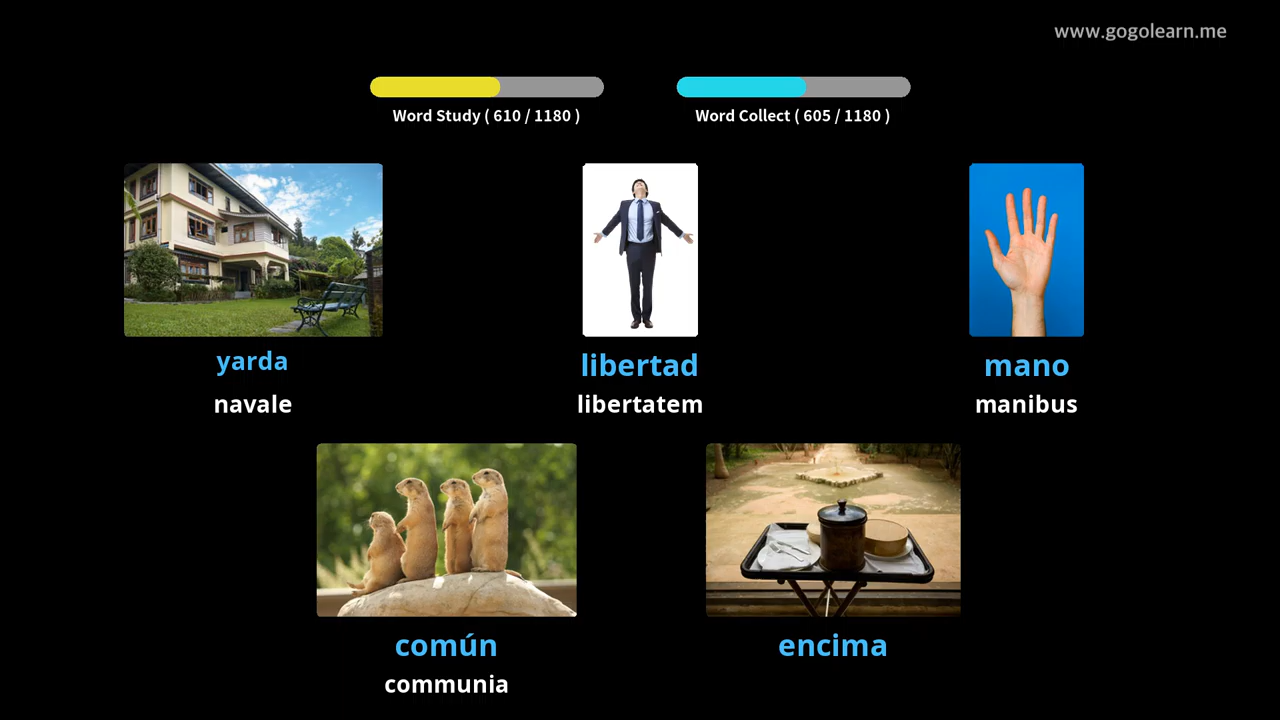 www.gogolearn.me
Word Study ( 610 / 1180 )
Word Collect ( 605 / 1180 )
yarda
libertad
mano
navale
libertatem
manibus
común
encima
communia